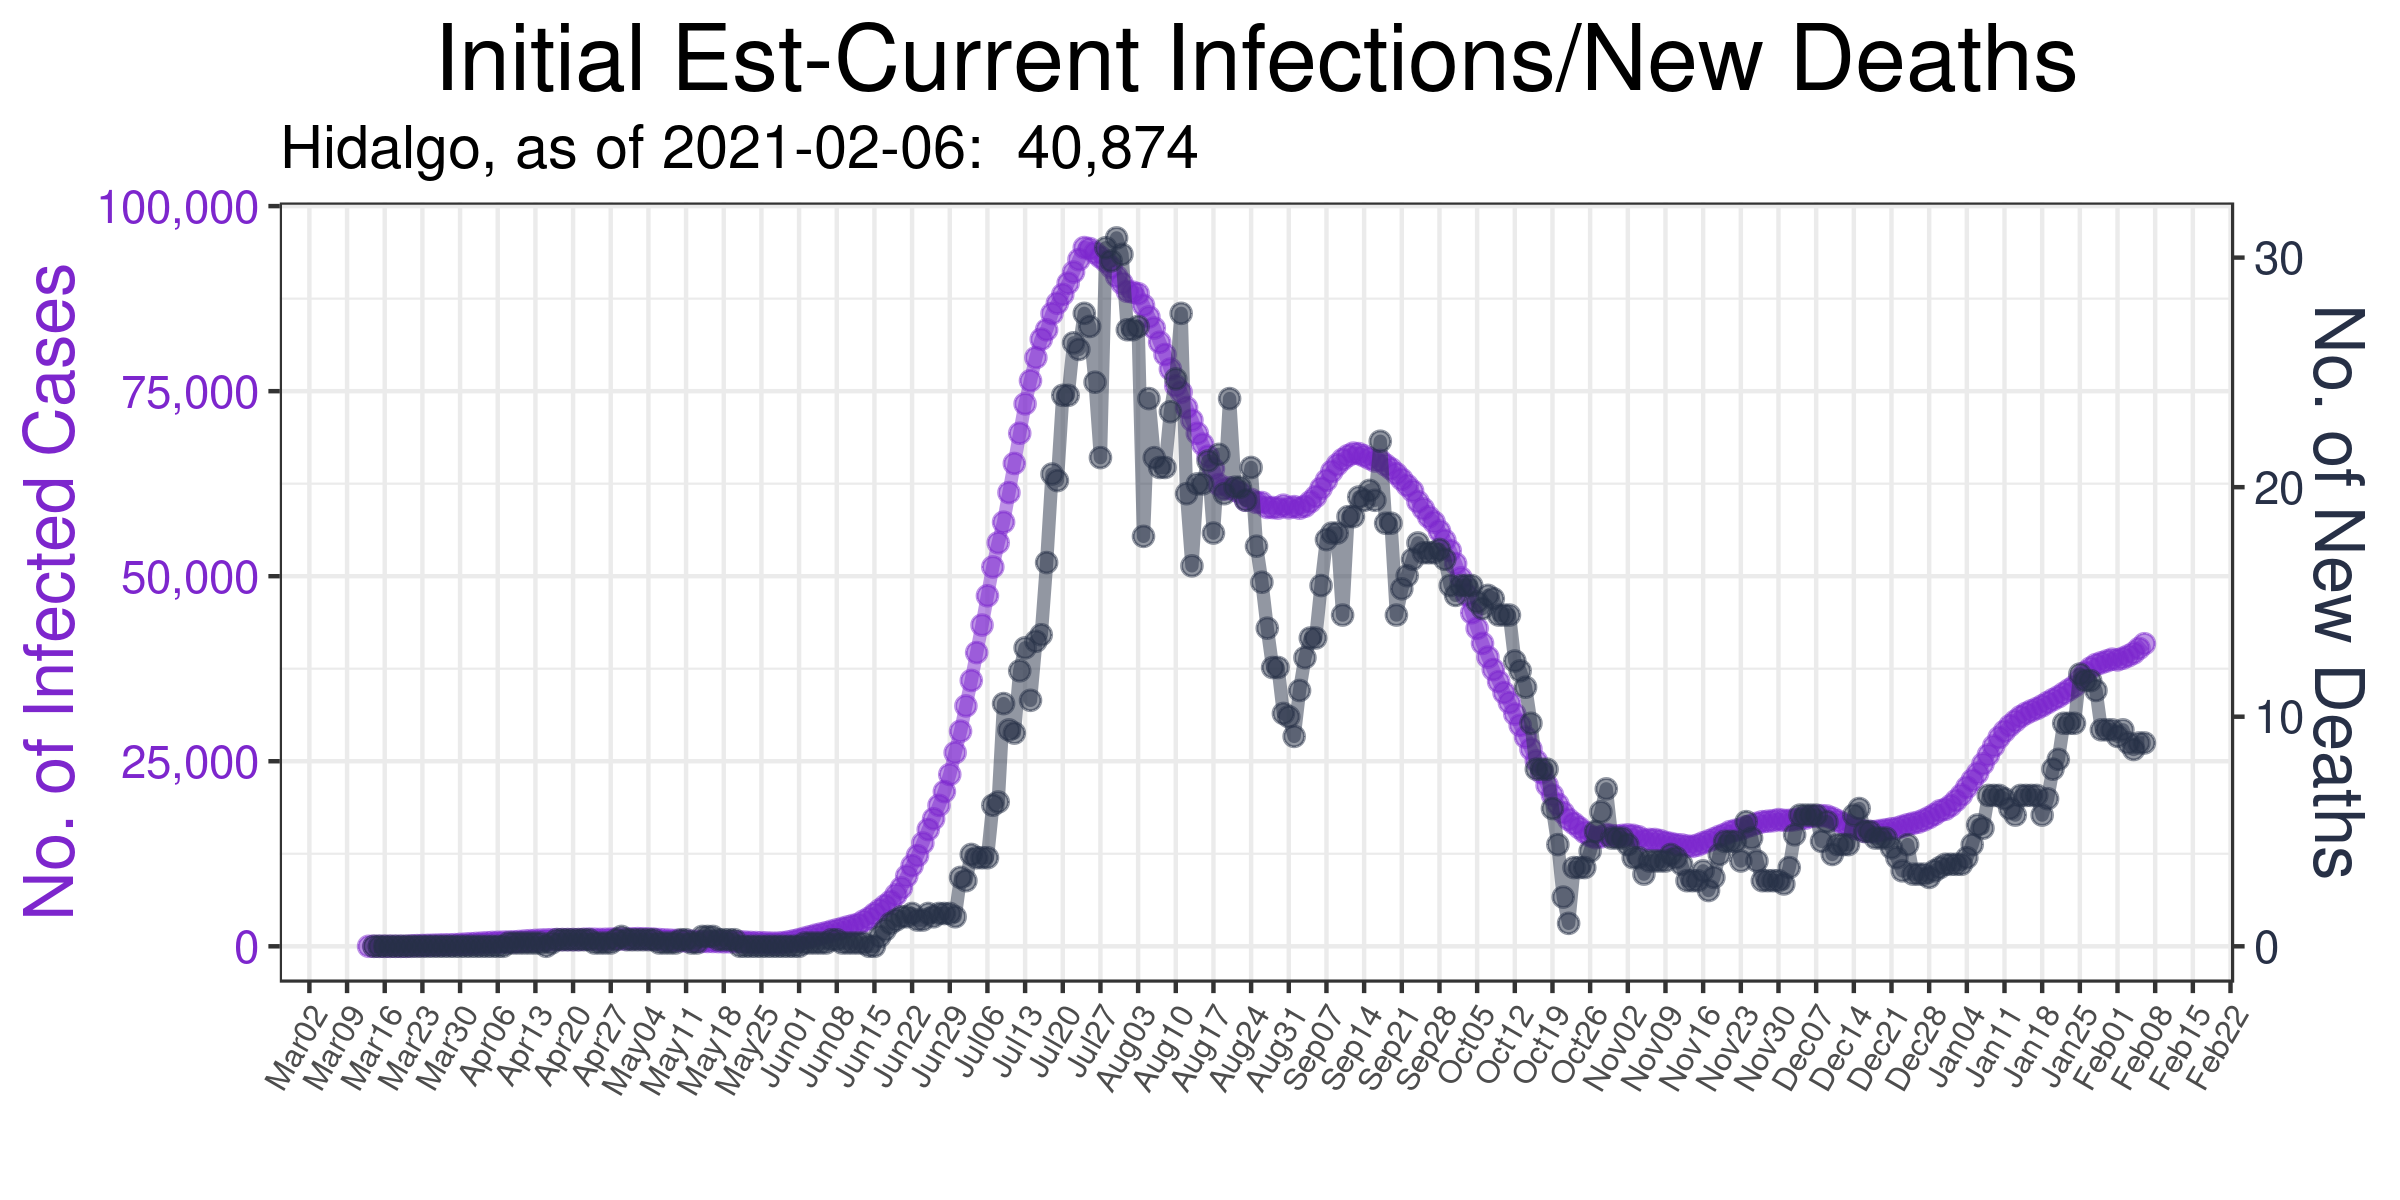 Initial Est-Current Infections/New Deaths
Hidalgo, as of 2021-02-06:  40,874
No. of Infected Cases
100,000
75,000
50,000
25,000
0
30
20
10
0
No. of New Deaths
Mar02
Mar09
Mar16
Mar23
Mar30
Apr06
Apr13
Apr20
Apr27
May04
May11
May18
May25
Jun01
Jun08
Jun15
Jun22
Jun29
Jul06
Jul13
Jul20
Jul27
Aug03
Aug10
Aug17
Aug24
Aug31
Sep07
Sep14
Sep21
Sep28
Oct05
Oct12
Oct19
Oct26
Nov02
Nov09
Nov16
Nov23
Nov30
Dec07
Dec14
Dec21
Dec28
Jan04
Jan11
Jan18
Jan25
Feb01
Feb08
Feb15
Feb22